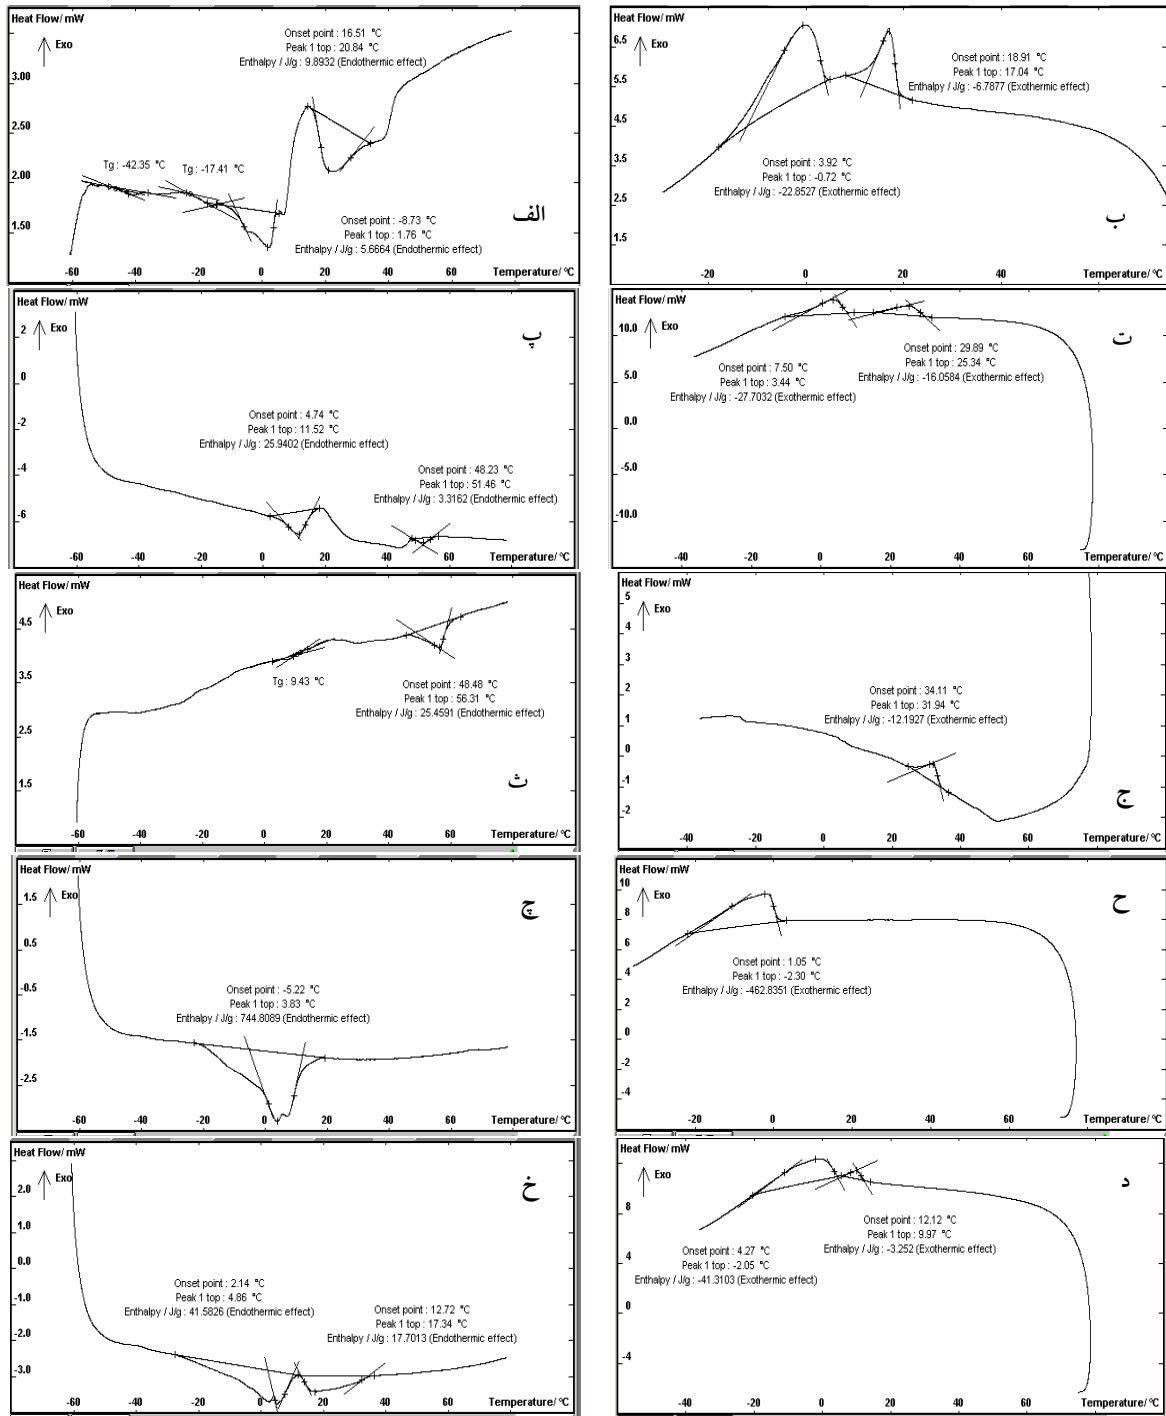 Heat Flow/ mW
Exo
Onset point : 16.51 °C
Peak 1 top : 20.84 °C
Enthalpy / J/g : 9.8932 (Endothermic effect)
3.00
2.50
Tg : -42.35 °C
Tg : -17.41 °C
2.00
الف
1.50
Onset point : -8.73 °C
Peak 1 top : 1.76 °C
Enthalpy / J/g : 5.6664 (Endothermic effect)
-60 -40 -20 0 20 40 60
Temperature/ °C
Heat Flow/ mW
Exo
6.5
Onset point : 18.91 °C
Peak 1 top : 17.04 °C
Enthalpy / J/g : -6.7877 (Exothermic effect)
5.5
4.5
3.5
Onset point : 3.92 °C
Peak 1 top : -0.72 °C
Enthalpy / J/g : -22.8527 (Exothermic effect)
ب
2.5
1.5
-20 0 20 40 60
Temperature/ °C
Heat Flow/ mW
Exo
پ
2
0
-2
Onset point : 4.74 °C
Peak 1 top : 11.52 °C
Enthalpy / J/g : 25.9402 (Endothermic effect)
-4
Onset point : 48.23 °C
Peak 1 top : 51.46 °C
Enthalpy / J/g : 3.3162 (Endothermic effect)
-6
-60 -40 -20 0 20 40 60
Temperature/ °C
Heat Flow/ mW
Exo
ت
10.0
Onset point : 29.89 °C
Peak 1 top : 25.34 °C
Enthalpy / J/g : -16.0584 (Exothermic effect)
Onset point : 7.50 °C
Peak 1 top : 3.44 °C
Enthalpy / J/g : -27.7032 (Exothermic effect)
5.0
0.0
-5.0
-10.0
-20 0 20 40 60
Temperature/ °C
Heat Flow/ mW
Exo
4.5
3.5
Tg : 9.43 °C
Onset point : 48.48 °C
Peak 1 top : 56.31 °C
Enthalpy / J/g : 25.4591 (Endothermic effect)
2.5
1.5
ث
-60 -40 -20 0 20 40 60
Temperature/ °C
Heat Flow/ mW
Exo
5
4
3
2
Onset point : 34.11 °C
Peak 1 top : 31.94 °C
Enthalpy / J/g : -12.1927 (Exothermic effect)
1
0
-1
ج
-2
-40 -20 0 20 40 60
Temperature/ °C
Heat Flow/ mW
Exo
چ
1.5
0.5
-0.5
Onset point : -5.22 °C
Peak 1 top : 3.83 °C
Enthalpy / J/g : 744.8089 (Endothermic effect)
-1.5
-2.5
-60 -40 -20 0 20 40 60
Temperature/ °C
Heat Flow/ mW
Exo
ح
10
8
6
Onset point : 1.05 °C
Peak 1 top : -2.30 °C
Enthalpy / J/g : -462.8351 (Exothermic effect)
4
2
0
-2
-4
-20 0 20 40 60
Temperature/ °C
Heat Flow/ mW
Exo
خ
2.0
1.0
0.0
-1.0
Onset point : 2.14 °C
Peak 1 top : 4.86 °C
Enthalpy / J/g : 41.5826 (Endothermic effect)
Onset point : 12.72 °C
Peak 1 top : 17.34 °C
Enthalpy / J/g : 17.7013 (Endothermic effect)
-2.0
-3.0
-60 -40 -20 0 20 40 60
Temperature/ °C
Heat Flow/ mW
Exo
د
8
Onset point : 12.12 °C
Peak 1 top : 9.97 °C
Enthalpy / J/g : -3.252 (Exothermic effect)
Onset point : 4.27 °C
Peak 1 top : -2.05 °C
Enthalpy / J/g : -41.3103 (Exothermic effect)
4
0
-4
-20 0 20 40 60
Temperature/ °C